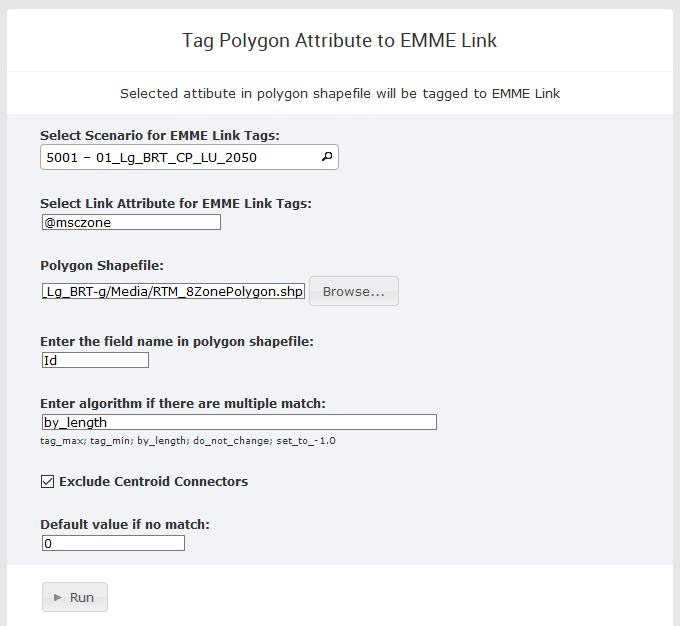 Tag Polygon Attribute to EMME Link
Selected attibute in polygon shapefile will be tagged to EMME Link
Select Scenario for EMME Link Tags:
5001 – 01_Lg_BRT_CP_LU_2050
Select Link Attribute for EMME Link Tags:
@msczone
Polygon Shapefile:
_Lg_BRT-g/Media/RTM_8ZonePolygon.shp Browse...
Enter the field name in polygon shapefile:
Id
Enter algorithm if there are multiple match:
by_length
tag_max; tag_min; by_length; do_not_change; set_to_-1.0
Exclude Centroid Connectors
Default value if no match:
0
Run